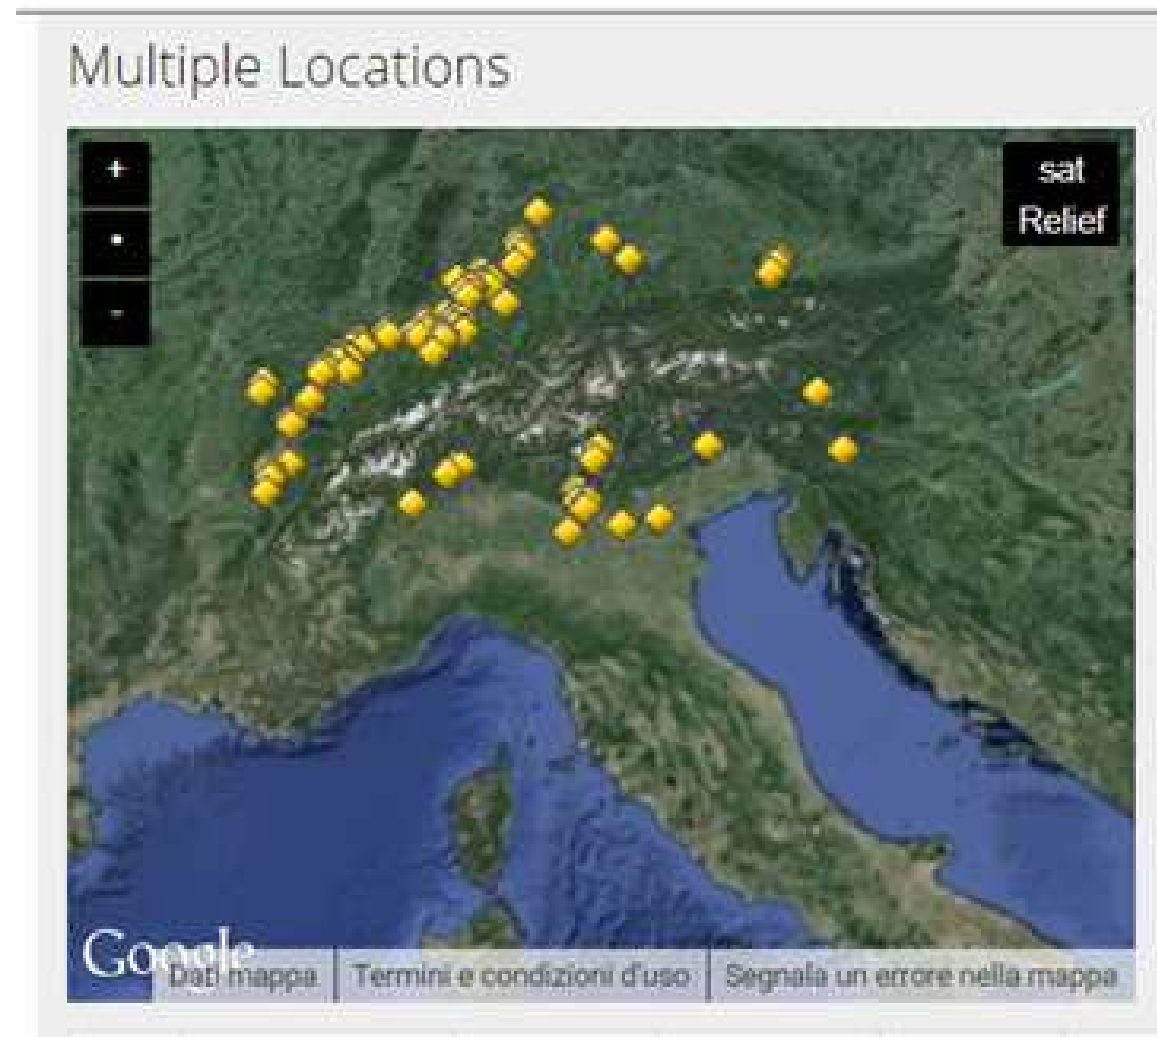 Multiple Locations
+
sat
Relief
-
Google
Dati mappa
Termini e condizioni d'uso
Segnala un errore nella mappa